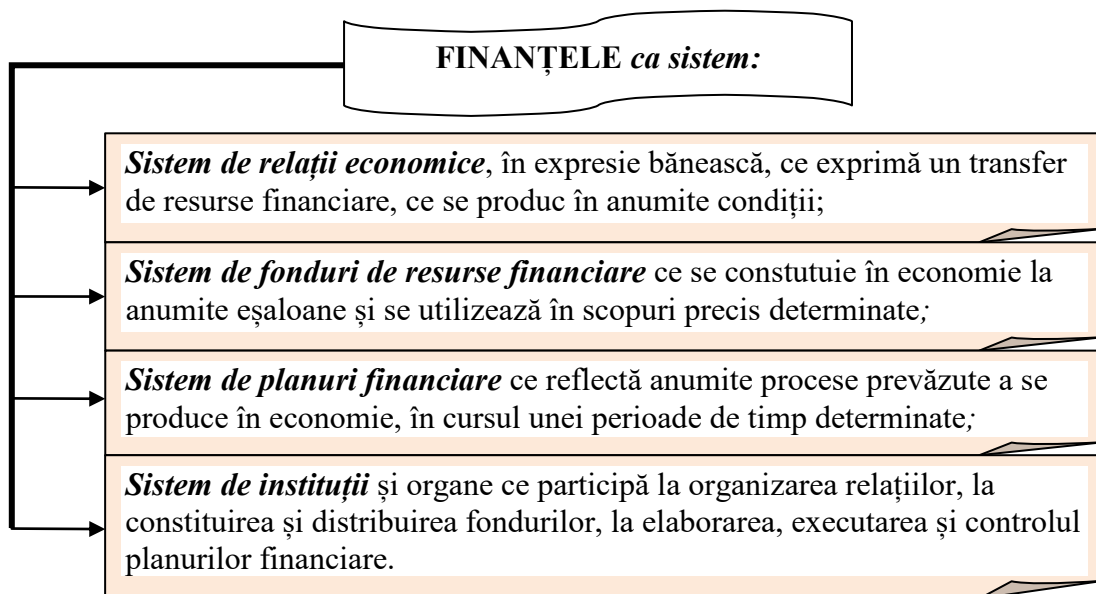 FINANȚELE ca sistem:
Sistem de relații economice, în expresie bănească, ce exprimă un transfer
de resurse financiare, ce se produc în anumite condiții;
Sistem de fonduri de resurse financiare ce se constutuie în economie la
anumite eșaloane și se utilizează în scopuri precis determinate;
Sistem de planuri financiare ce reflectă anumite procese prevăzute a se
produce în economie, în cursul unei perioade de timp determinate;
Sistem de instituții și organe ce participă la organizarea relațiilor, la
constituirea și distribuirea fondurilor, la elaborarea, executarea și controlul
planurilor financiare.